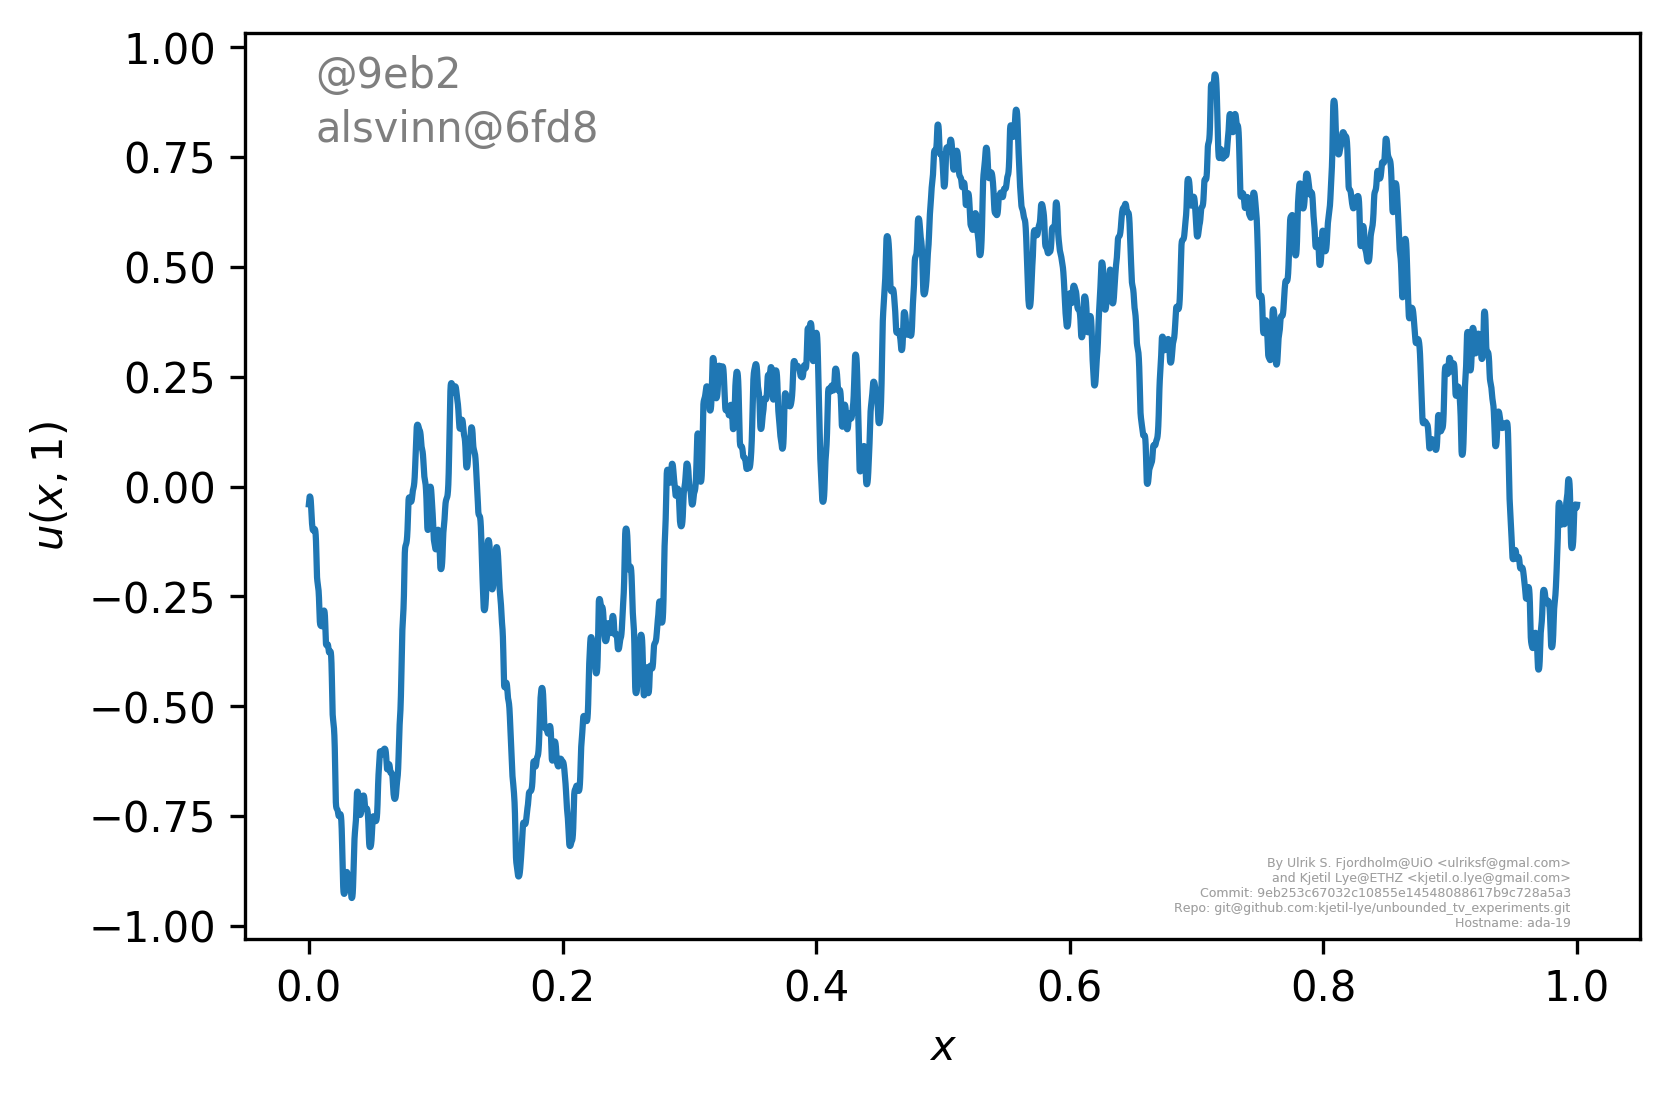 1.00
0.75
0.50
0.25
0.00
−0.25
−0.50
−0.75
−1.00
u(x, 1)
@9eb2
alsvinn@6fd8
By Ulrik S. Fjordholm@UiO <ulriksf@gmal.com>
and Kjetil Lye@ETHZ <kjetil.o.lye@gmail.com>
Commit: 9eb253c67032c10855e14548088617b9c728a5a3
Repo: git@github.com:kjetil-lye/unbounded_tv_experiments.git
Hostname: ada-19
0.0 0.2 0.4 0.6 0.8 1.0
x